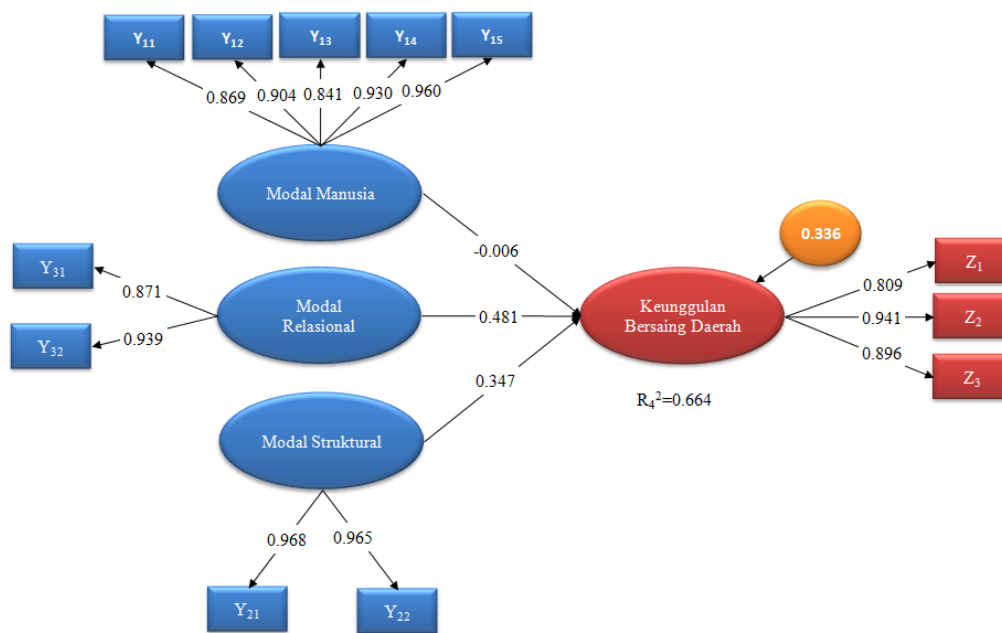 Y11 Y12 Y13 Y14 Y15
0.869 0.904 0.841 0.930 0.960
Modal Manusia
-0.006
0.336
Y31
0.871
Y32
0.939
Modal
Relasional
0.481
Keunggulan
Bersaing Daerah
0.809
0.941
0.896
Z1
Z2
Z3
0.347
R4²=0.664
Modal Struktural
0.968 0.965
Y21 Y22